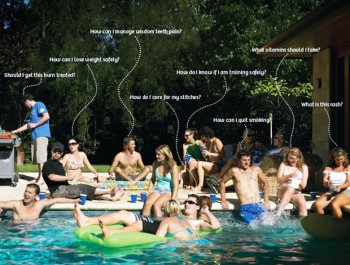 How can I manage wisdom teeth pain?
What vitamins should I take?
How can I lose weight safely?
Should I get this burn treated?
How do I know if I am training safely?
How do I care for my stitches?
What is this rash?
How can I quit smoking?